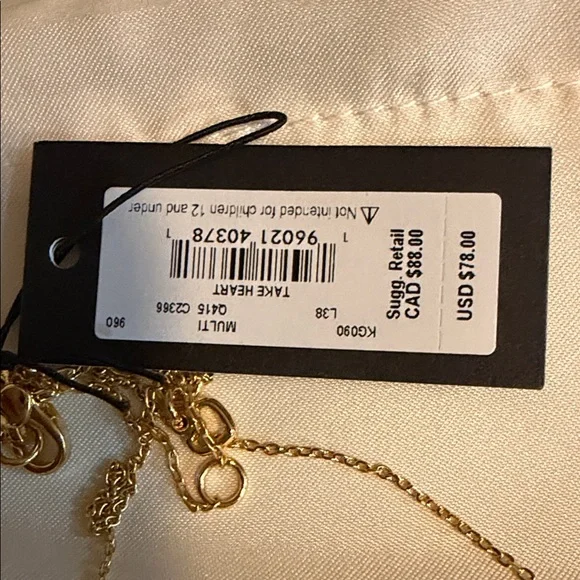 KG090 MULTI 960
L38 Q415 C2366
TAKE HEART
1 96021 40378 1
⚠ Not intended for children 12 and under
Sugg. Retail
CAD $88.00
USD $78.00